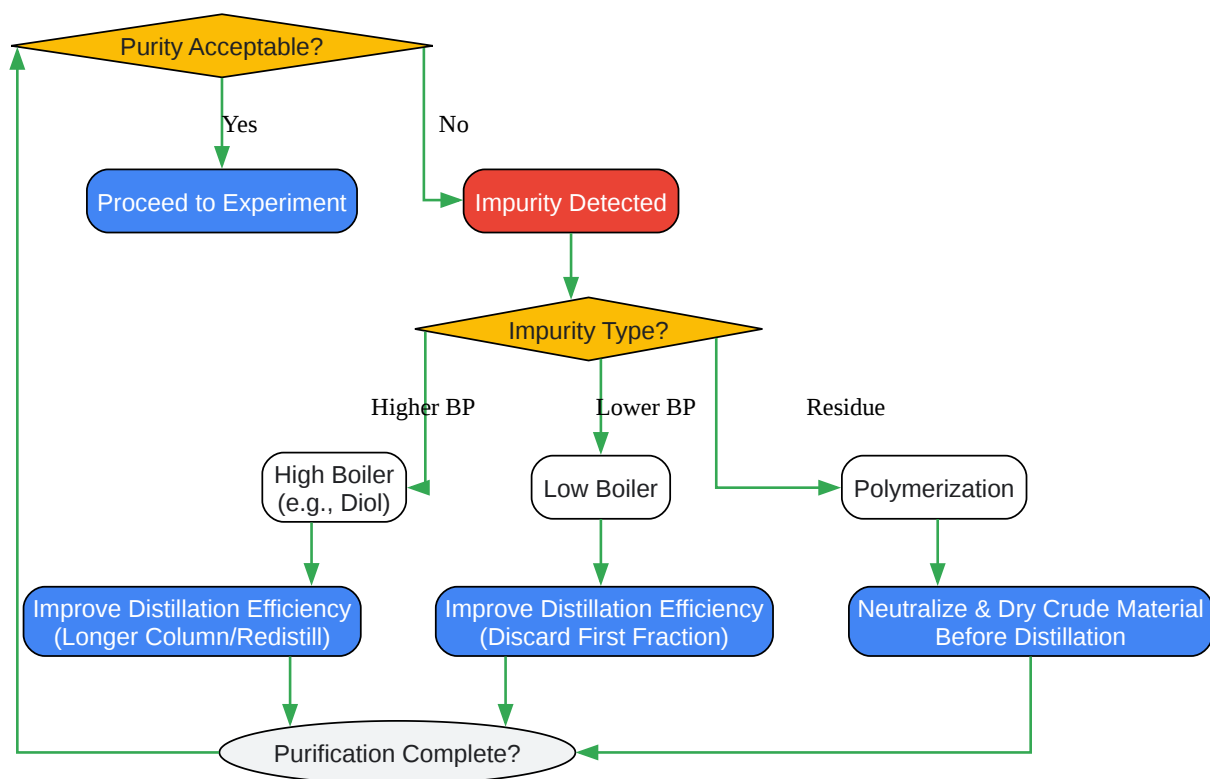 Purity Acceptable?
Yes
No
Proceed to Experiment
Impurity Detected
Impurity Type?
Higher BP
Lower BP
Residue
High Boiler
(e.g., Diol)
Low Boiler
Polymerization
Improve Distillation Efficiency
(Longer Column/Redistill)
Improve Distillation Efficiency
(Discard First Fraction)
Neutralize & Dry Crude Material
Before Distillation
Purification Complete?